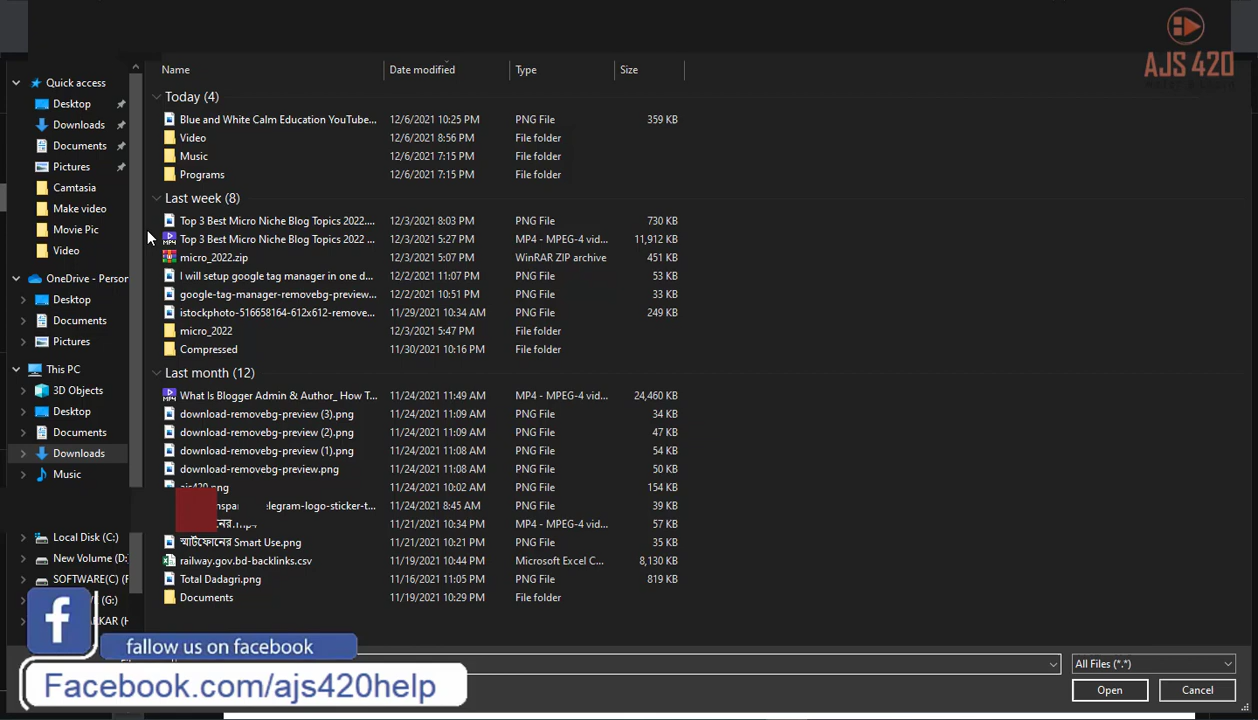 AJS 420
Name Date modified Type Size
Quick access
Desktop
Downloads
Documents
Pictures
Camtasia
Make video
Movie Pic
Video
OneDrive - Person
Desktop
Documents
Pictures
This PC
3D Objects
Desktop
Documents
Downloads
Music
Local Disk (C:)
New Volume (D:
SOFTWARE(C) (F
(G:)
Today (4)
Blue and White Calm Education YouTube... 12/6/2021 10:25 PM PNG File 359 KB
Video 12/6/2021 8:56 PM File folder
Music 12/6/2021 7:15 PM File folder
Programs 12/6/2021 7:15 PM File folder
Last week (8)
Top 3 Best Micro Niche Blog Topics 2022.... 12/3/2021 8:03 PM PNG File 730 KB
Top 3 Best Micro Niche Blog Topics 2022 ... 12/3/2021 5:27 PM MP4 - MPEG-4 vid... 11,912 KB
micro_2022.zip 12/3/2021 5:07 PM WinRAR ZIP archive 451 KB
I will setup google tag manager in one d... 12/2/2021 11:07 PM PNG File 53 KB
google-tag-manager-removebg-preview... 12/2/2021 10:51 PM PNG File 33 KB
istockphoto-516658164-612x612-remove... 11/29/2021 10:34 AM PNG File 249 KB
micro_2022 12/3/2021 5:47 PM File folder
Compressed 11/30/2021 10:16 PM File folder
Last month (12)
What Is Blogger Admin & Author_ How T... 11/24/2021 11:49 AM MP4 - MPEG-4 vid... 24,460 KB
download-removebg-preview (3).png 11/24/2021 11:09 AM PNG File 34 KB
download-removebg-preview (2).png 11/24/2021 11:09 AM PNG File 47 KB
download-removebg-preview (1).png 11/24/2021 11:08 AM PNG File 54 KB
download-removebg-preview.png 11/24/2021 11:08 AM PNG File 50 KB
ajs420.png 11/24/2021 10:02 AM PNG File 154 KB
elegram-logo-sticker-t... 11/24/2021 8:45 AM PNG File 39 KB
11/21/2021 10:34 PM MP4 - MPEG-4 vid... 57 KB
স্মার্টফোনের Smart Use.png 11/21/2021 10:21 PM PNG File 35 KB
railway.gov.bd-backlinks.csv 11/19/2021 10:44 PM Microsoft Excel C... 8,130 KB
Total Dadagri.png 11/16/2021 11:05 PM PNG File 819 KB
Documents 11/19/2021 10:29 PM File folder
fallow us on facebook
Facebook.com/ajs420help
All Files (*.*)
Open Cancel